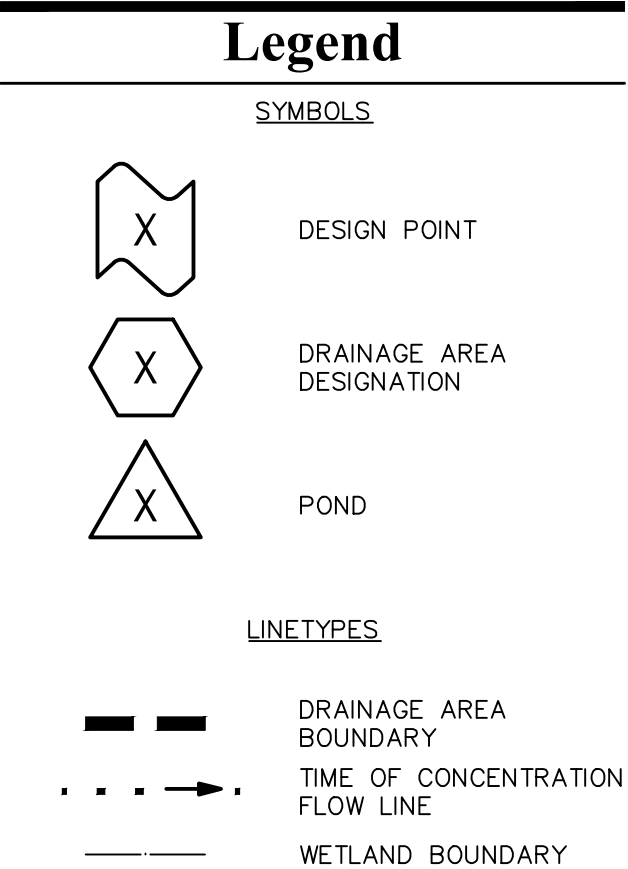 Legend
SYMBOLS
X
DESIGN POINT
X
DRAINAGE AREA
DESIGNATION
X
POND
LINETYPES
DRAINAGE AREA
BOUNDARY
TIME OF CONCENTRATION
FLOW LINE
WETLAND BOUNDARY